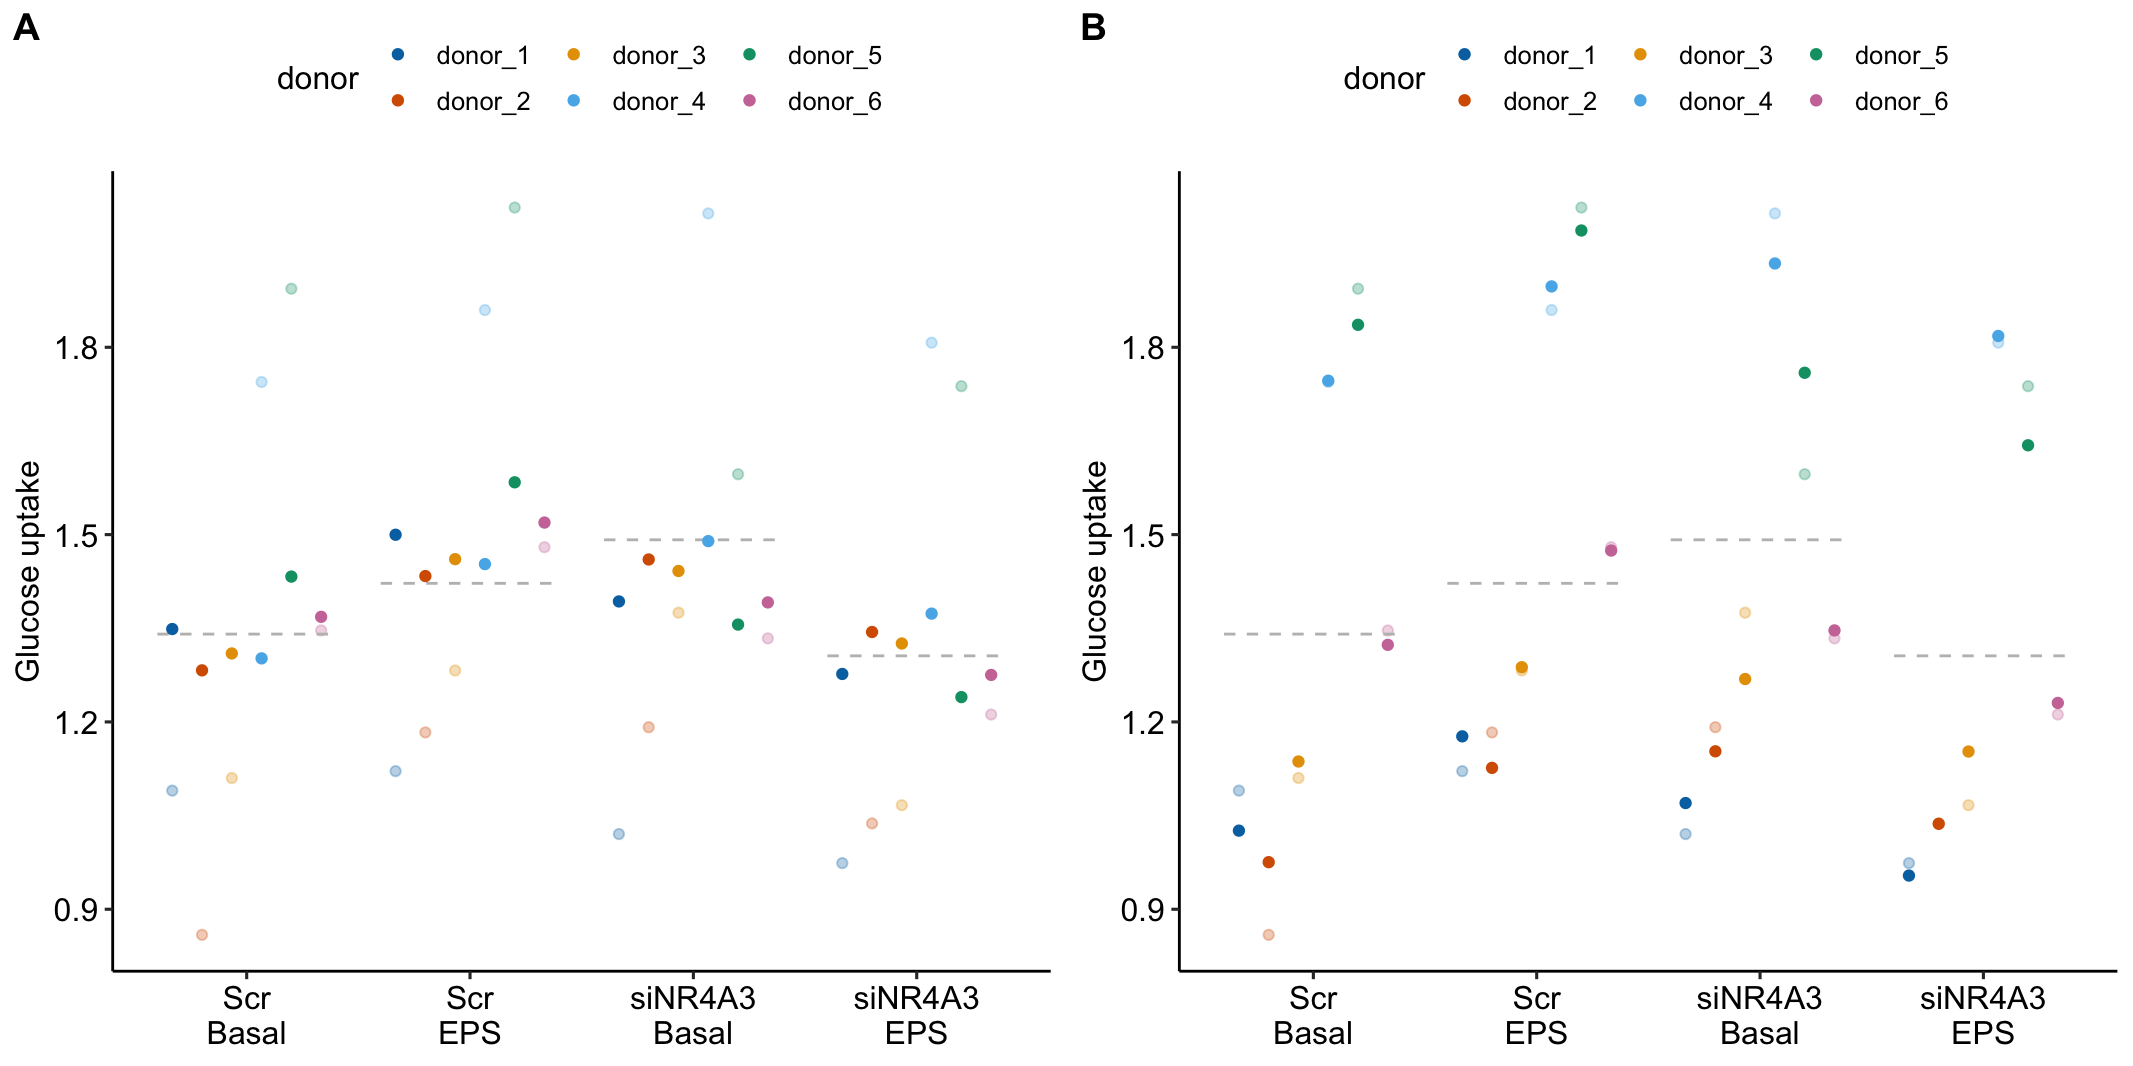 A
donor
donor_1
donor_3
donor_5
donor_2
donor_4
donor_6
Glucose uptake
1.8
1.5
1.2
0.9
Scr
Basal
Scr
EPS
siNR4A3
Basal
siNR4A3
EPS
B
donor
donor_1
donor_3
donor_5
donor_2
donor_4
donor_6
Glucose uptake
1.8
1.5
1.2
0.9
Scr
Basal
Scr
EPS
siNR4A3
Basal
siNR4A3
EPS